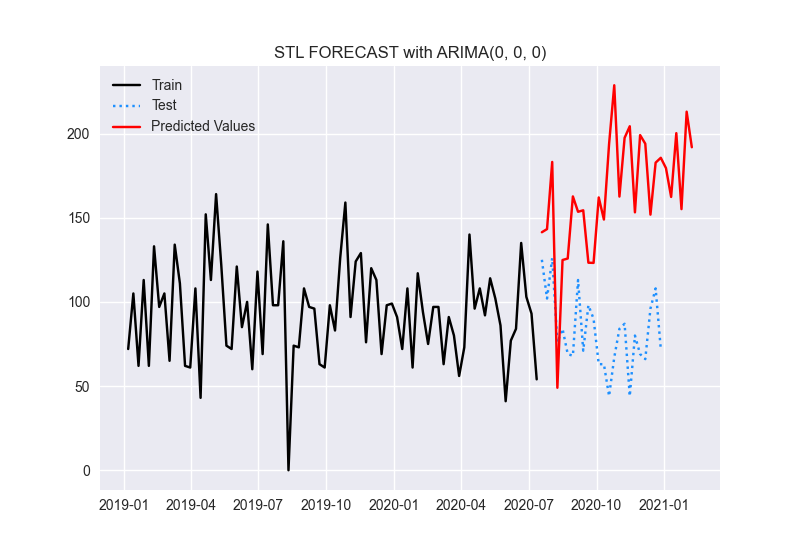 STL FORECAST with ARIMA(0, 0, 0)
Train
Test
Predicted Values
200
150
100
50
0
2019-01 2019-04 2019-07 2019-10 2020-01 2020-04 2020-07 2020-10 2021-01